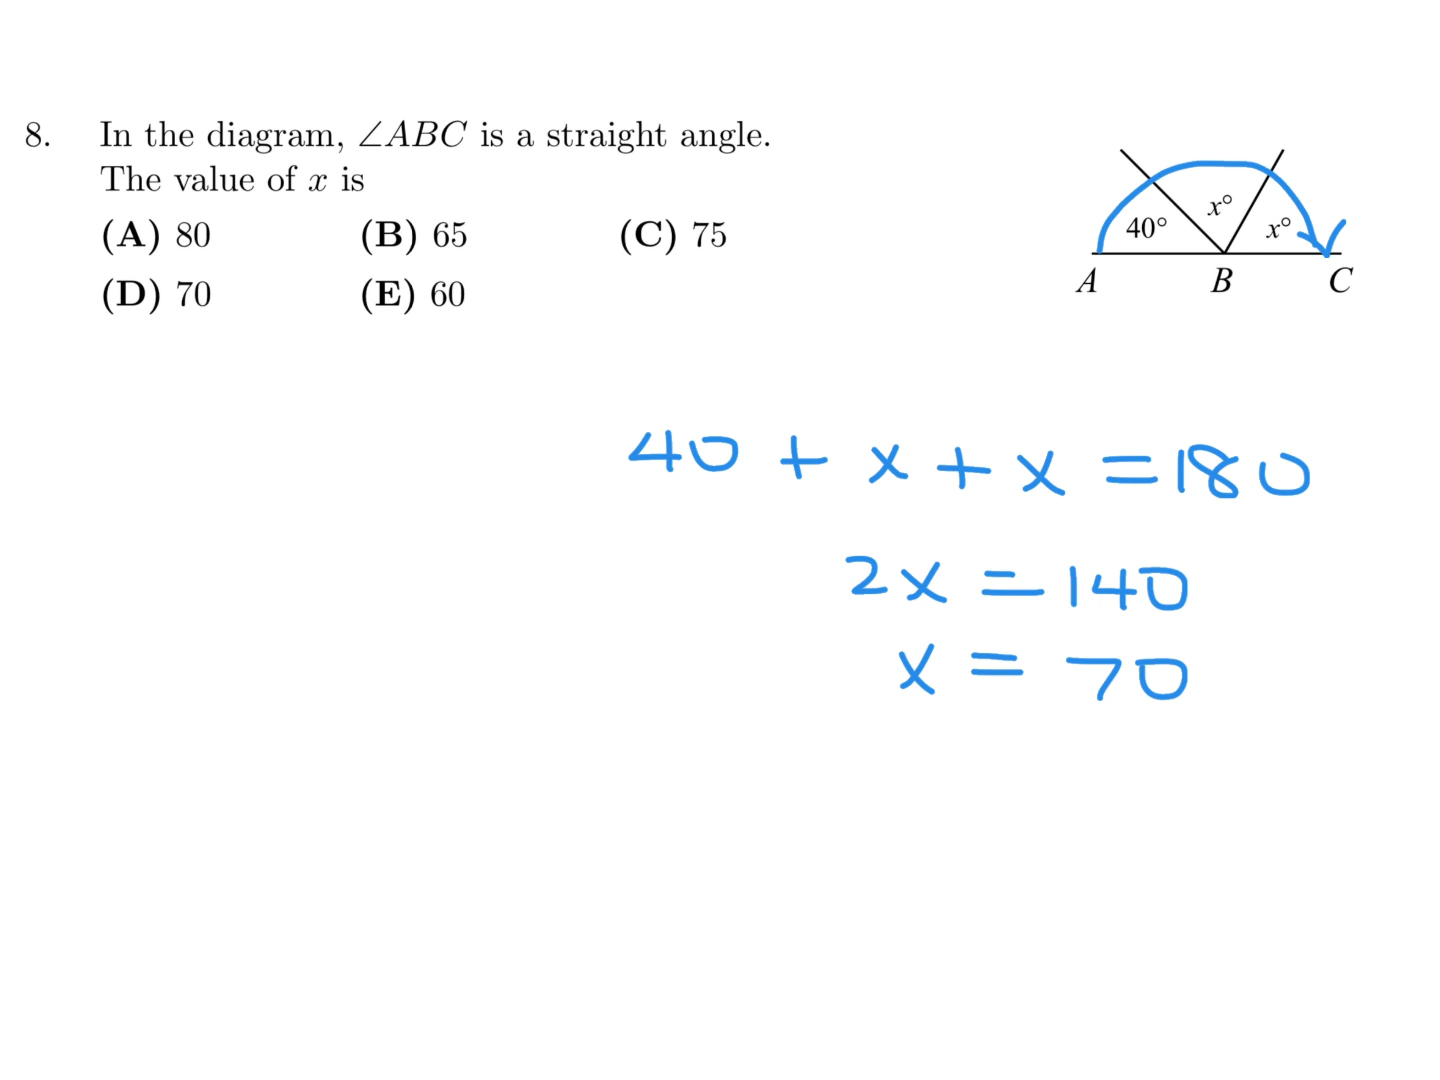 8. In the diagram, ∠ABC is a straight angle.
The value of x is
(A) 80 (B) 65 (C) 75
(D) 70 (E) 60
40° x° x°
A B C
40 + x + x = 180
2x = 140
x = 70